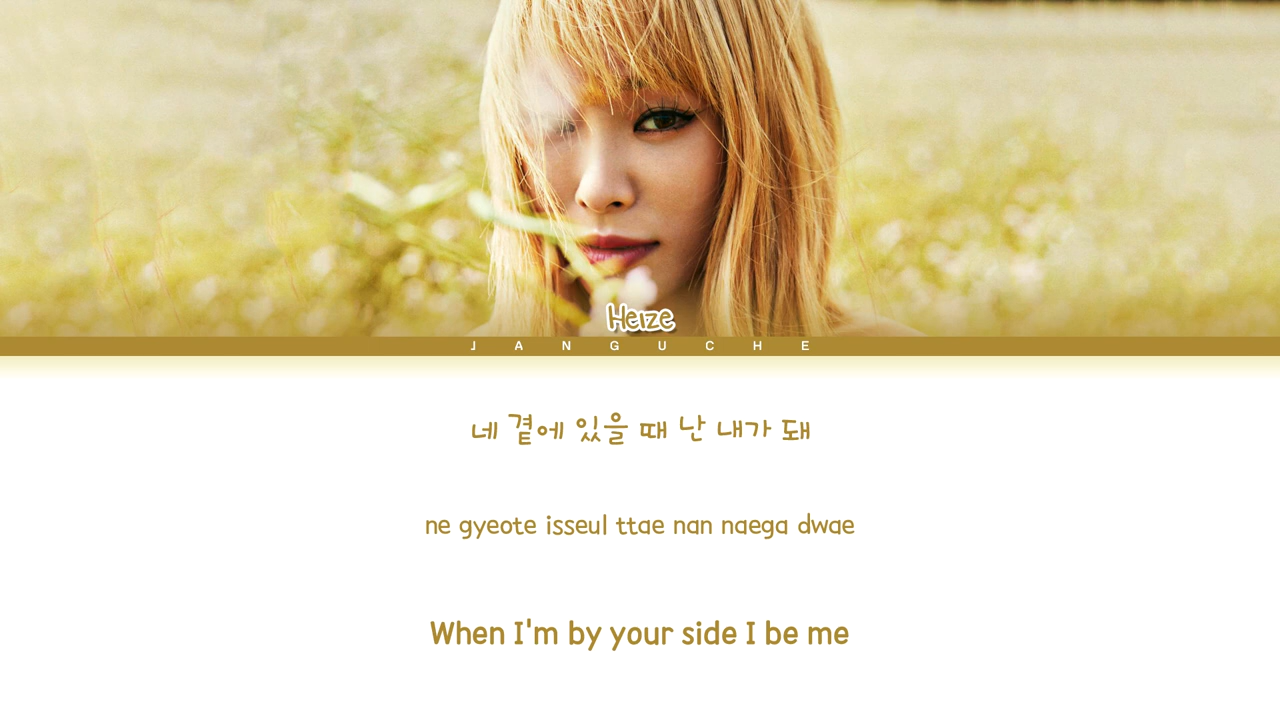 Heize
JANGUCHE
네 곁에 있을 때 난 내가 돼
ne gyeote isseul ttae nan naega dwae
When I'm by your side I be me